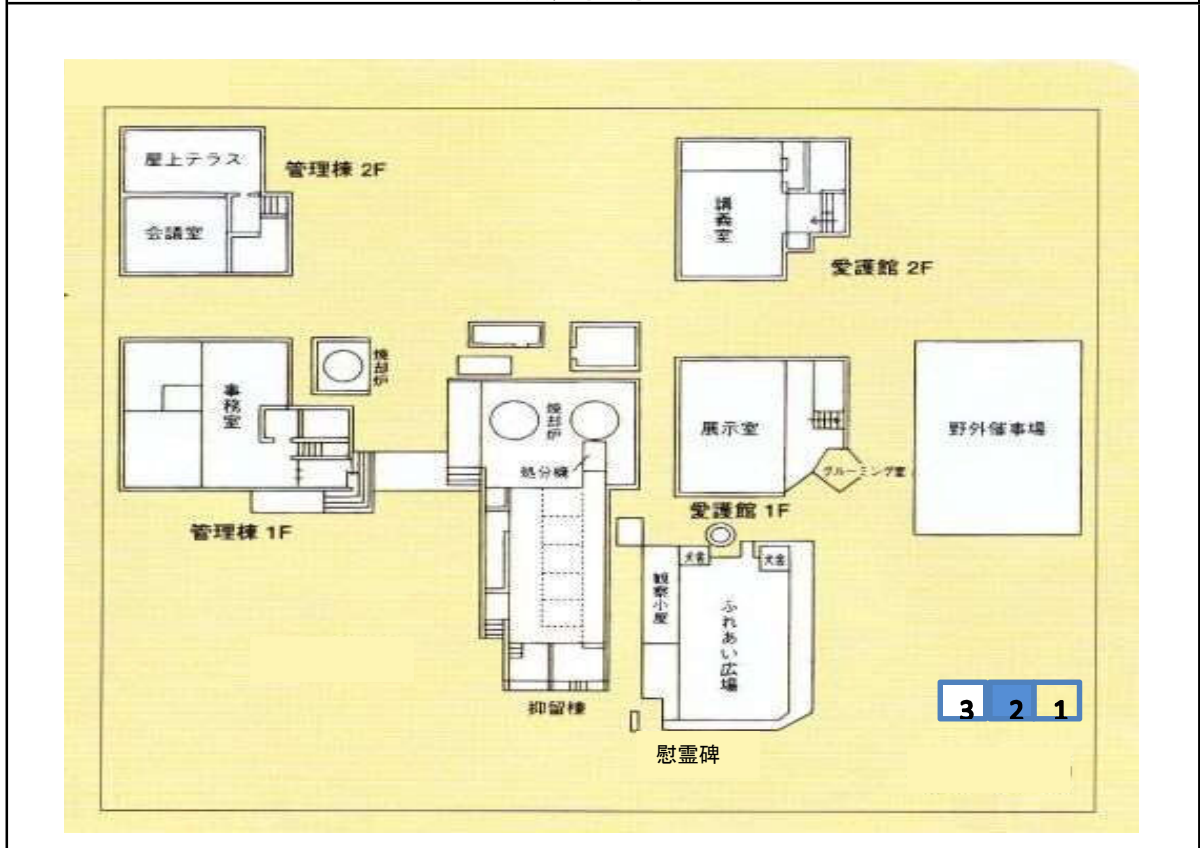 屋上テラス
管理棟 2F
会議室
講義室
愛護館 2F
事務室
焼却炉
焼却炉
処分機
展示室
グルーミング室
野外催事場
管理棟 1F
愛護館 1F
犬舎
犬舎
観察小屋
ふれあい広場
抑留棟
慰霊碑
3 2 1